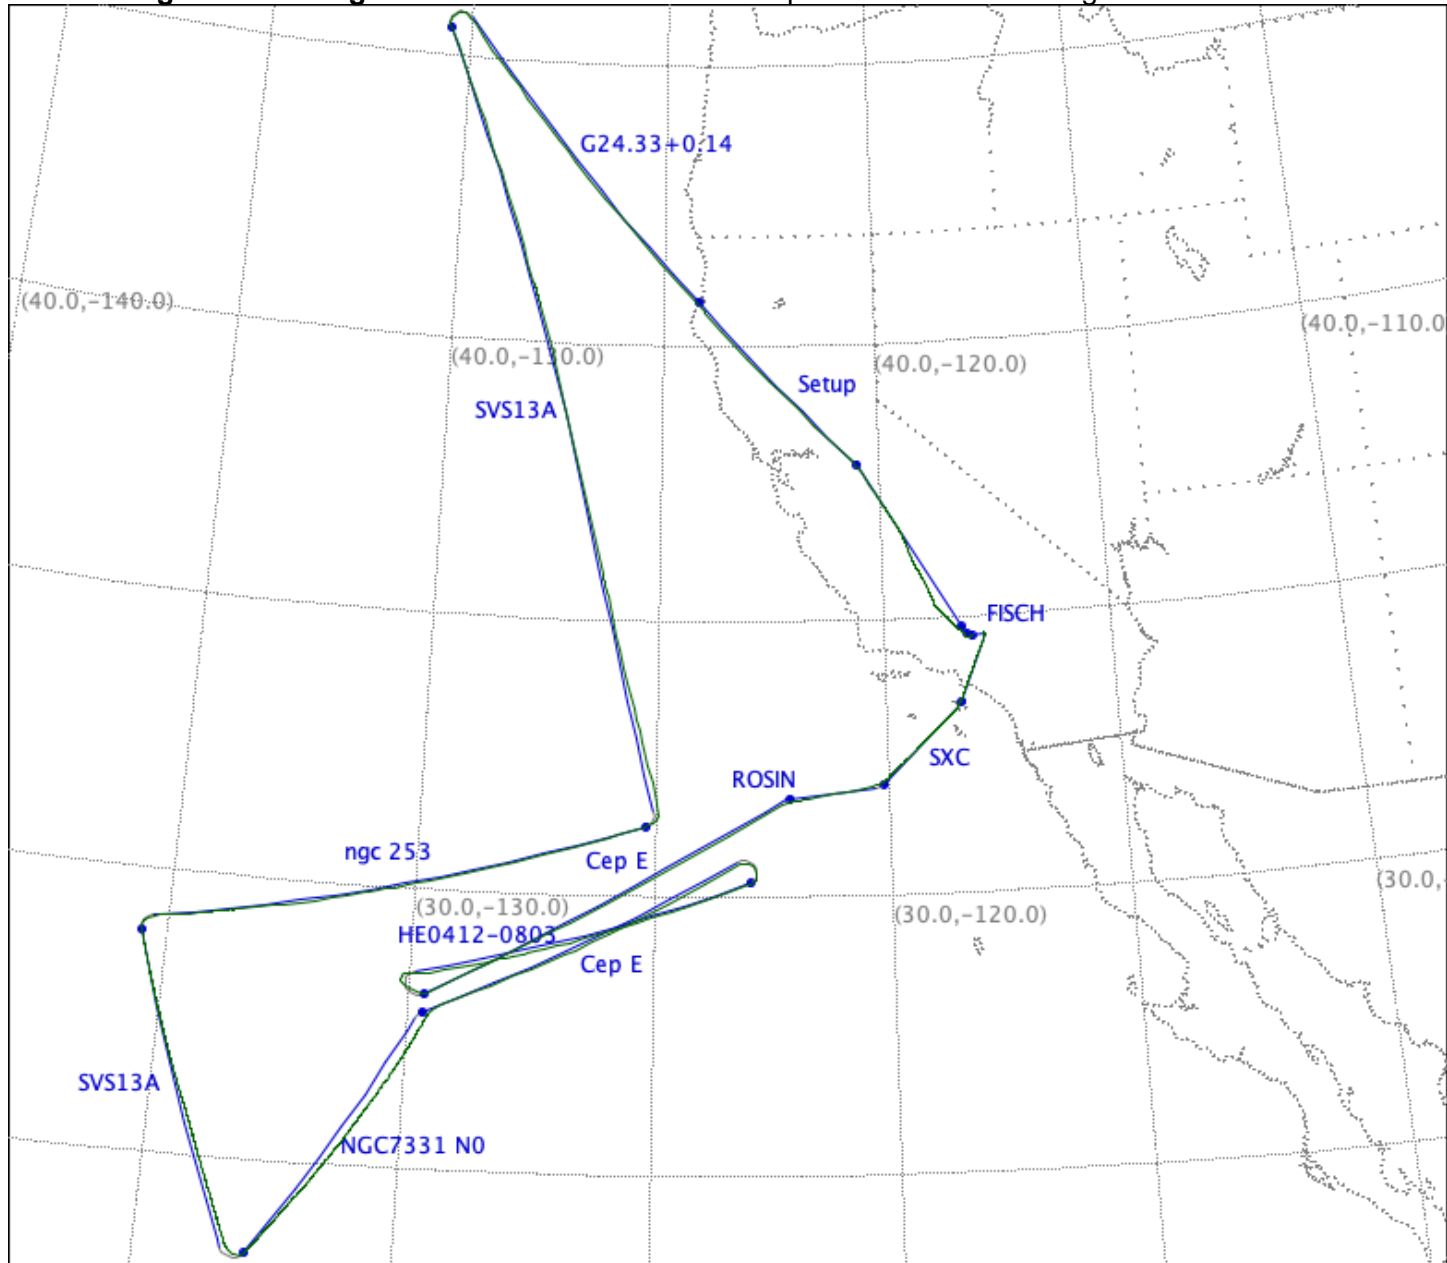 G24.33+0.14
(40.0,-140.0)
(40.0,-110.0
(40.0,-130.0)
(40.0,-120.0)
Setup
SVS13A
FISCH
SXC
ROSIN
ngc 253
Cep E
(30.0,
(30.0,-130.0)
(30.0,-120.0)
HE0412-0803
Cep E
SVS13A
NGC7331 N0